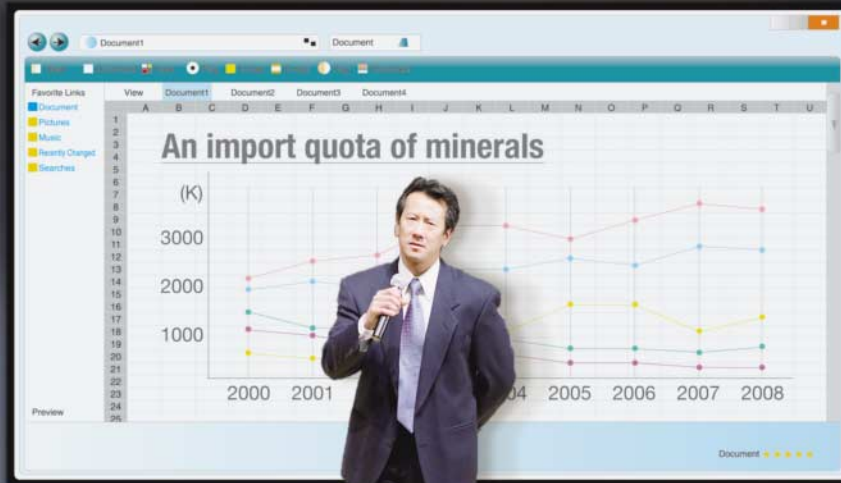 Document1
Document
Favorite Links
Document
Pictures
Music
Recently Changed
Searches
Preview
View Document1 Document2 Document3 Document4
A B C D E F G H I J K L M N O P Q R S T U
1
2
3
4
5
6
7
8
9
10
11
12
13
14
15
16
17
18
19
20
21
22
23
24
25
An import quota of minerals
(K)
3000
2000
1000
2000 2001 2005 2006 2007 2008
Document